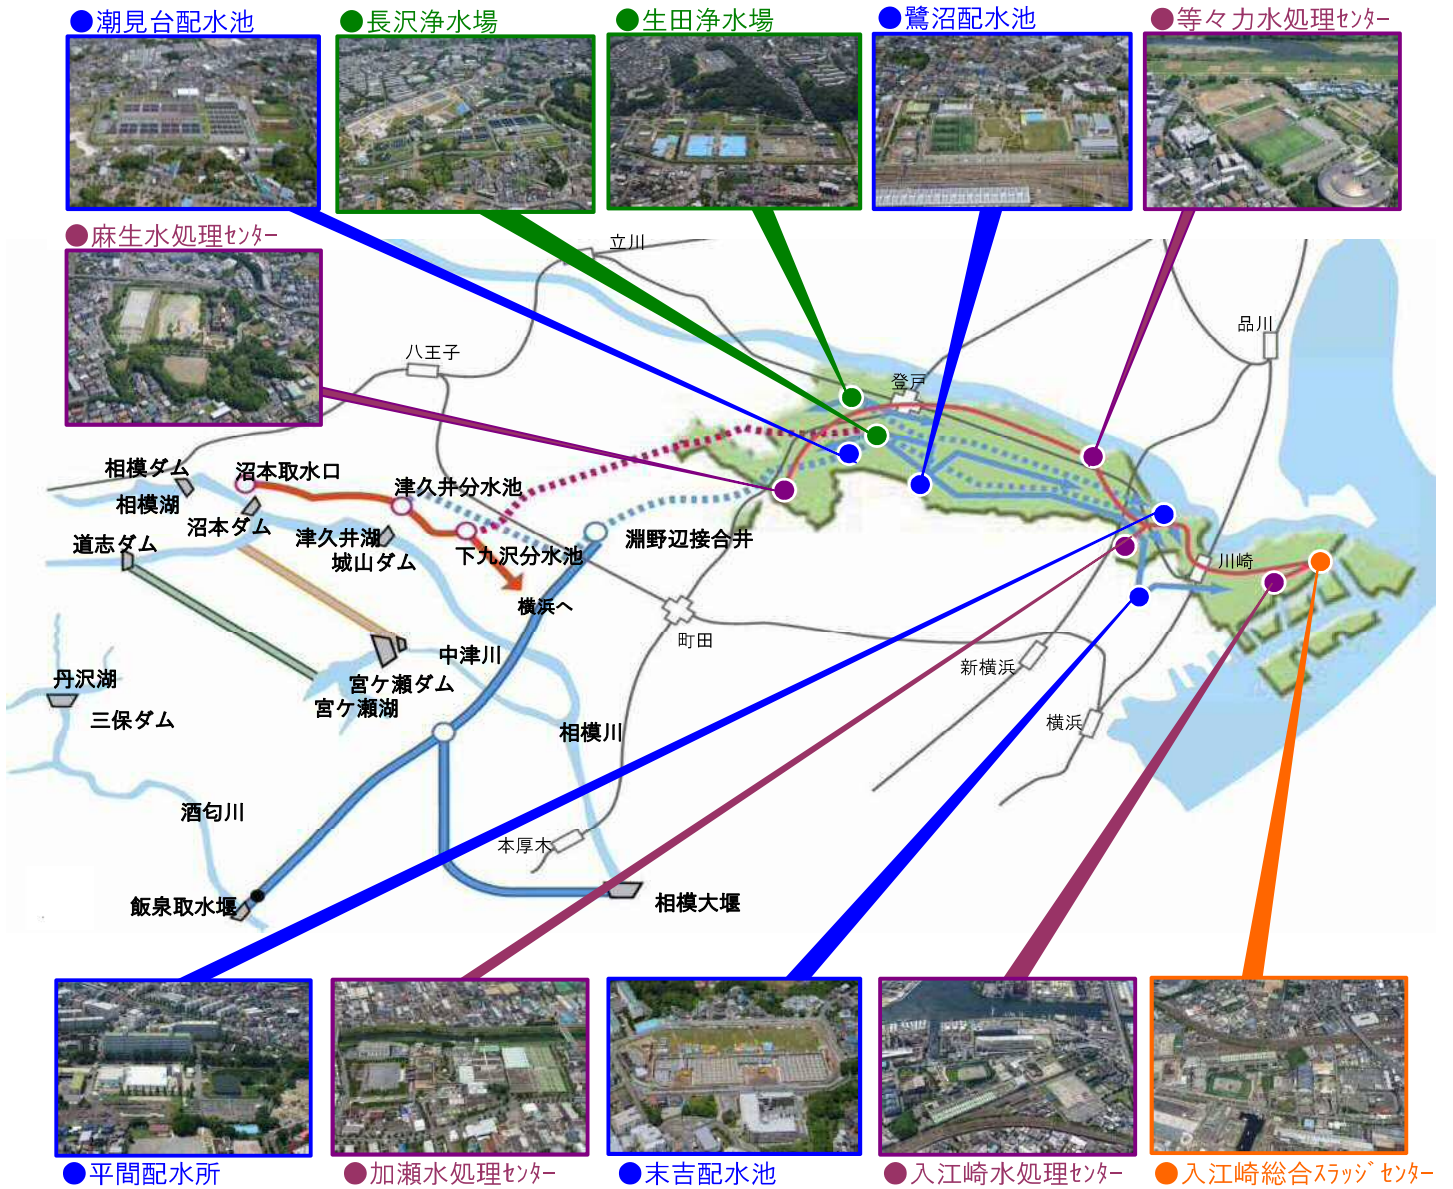 ●潮見台配水池
●長沢浄水場
●生田浄水場
●鷺沼配水池
●等々力水処理ｾﾝﾀｰ
●麻生水処理ｾﾝﾀｰ
立川
品川
八王子
登戸
相模ダム
沼本取水口
津久井分水池
相模湖
沼本ダム
津久井湖
城山ダム
道志ダム
下九沢分水池
淵野辺接合井
川崎
横浜へ
町田
中津川
新横浜
丹沢湖
宮ケ瀬ダム
宮ケ瀬湖
三保ダム
相模川
横浜
酒匂川
本厚木
飯泉取水堰
相模大堰
●平間配水所
●加瀬水処理ｾﾝﾀｰ
●末吉配水池
●入江崎水処理ｾﾝﾀｰ
●入江崎総合ｽﾗｯｼﾞｾﾝﾀｰ